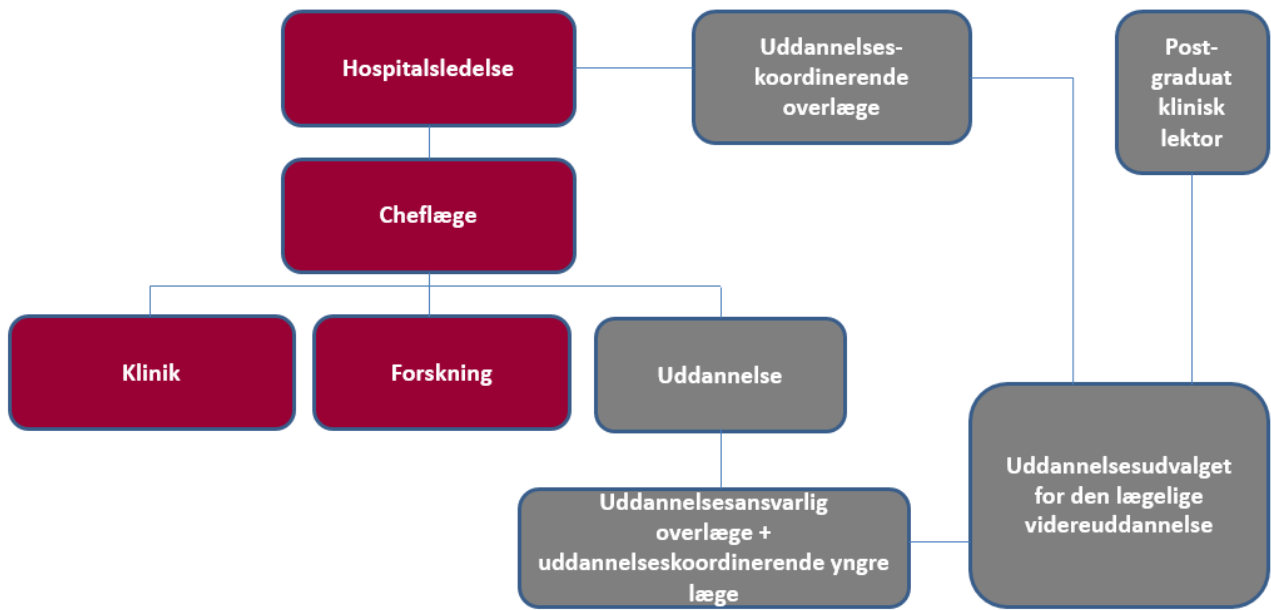 Hospitalsledelse
Uddannelses-
koordinerende
overlæge
Post-
graduat
klinisk
lektor
Cheflæge
Klinik
Forskning
Uddannelse
Uddannelsesansvarlig
overlæge +
uddannelseskoordinerende yngre
læge
Uddannelsesudvalget
for den lægelige
videreuddannelse